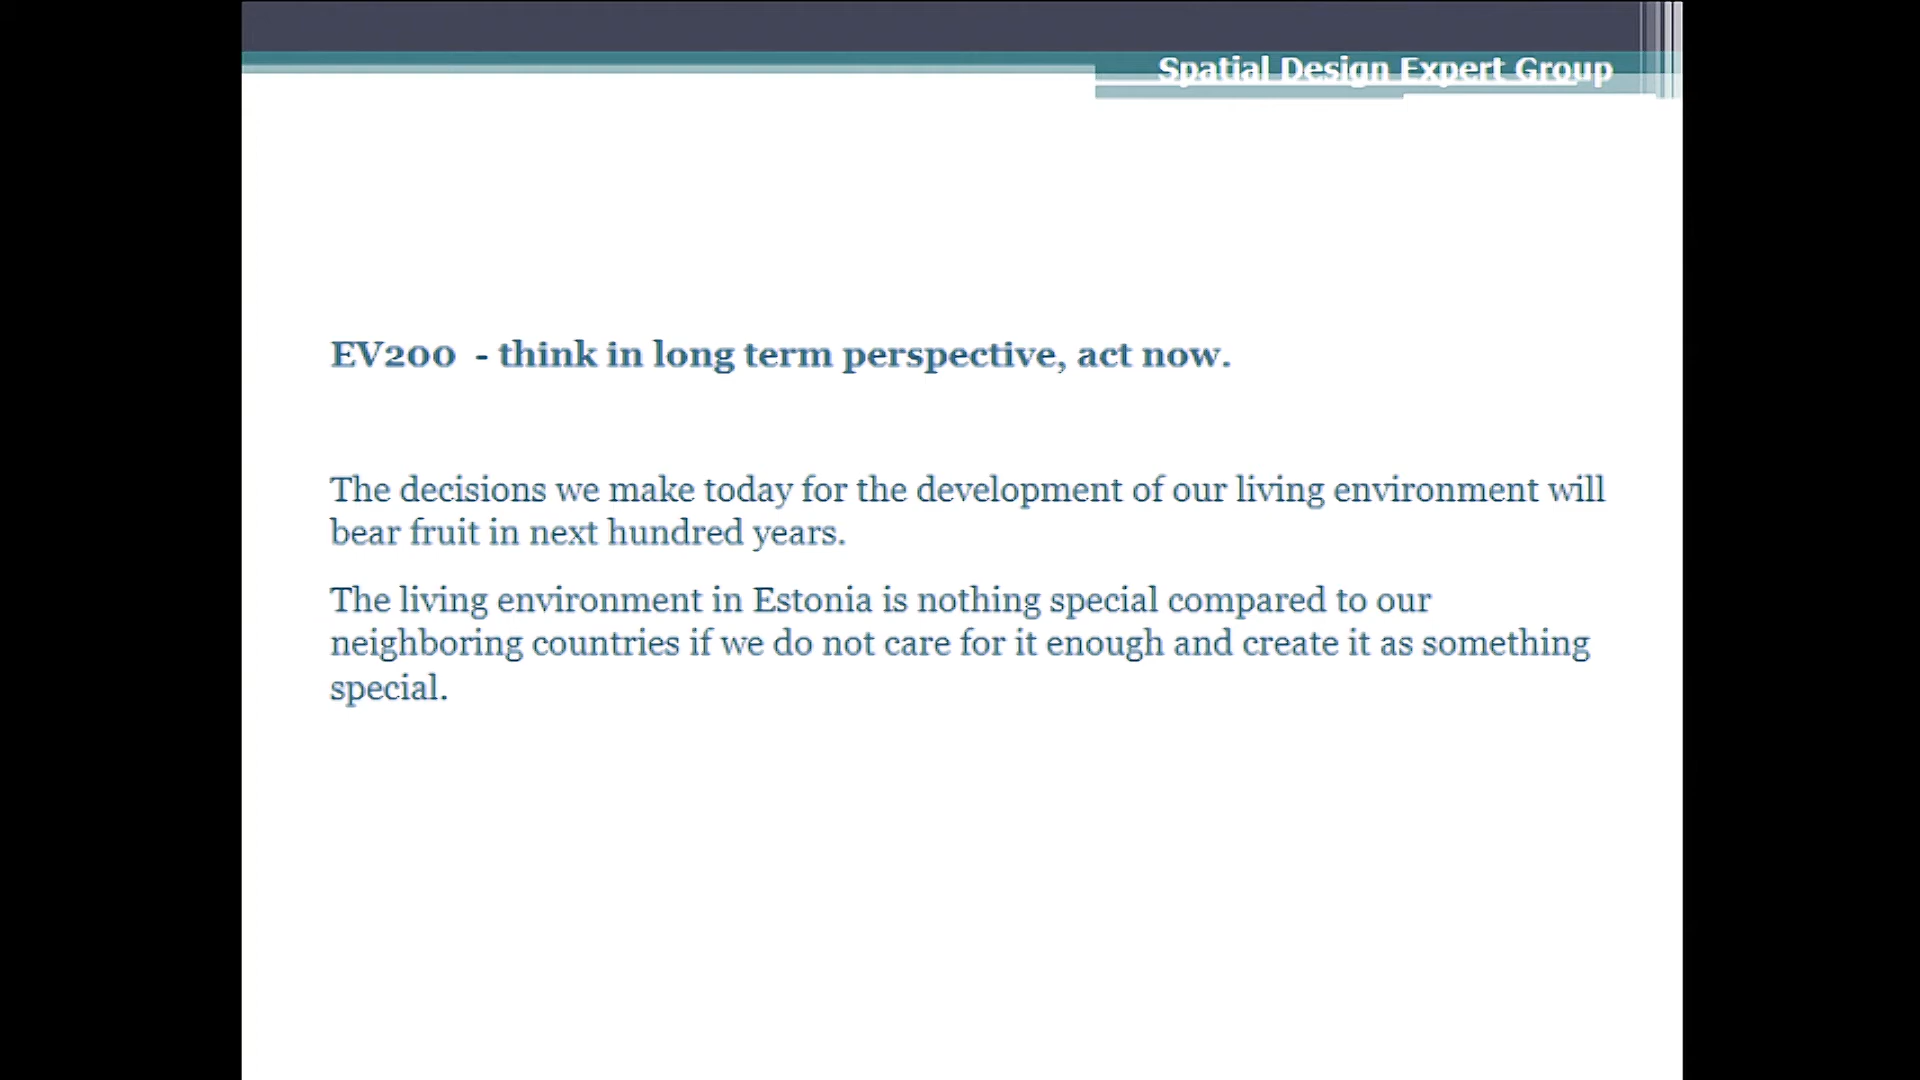 Spatial Design Expert Group
EV200 - think in long term perspective, act now.
The decisions we make today for the development of our living environment will
bear fruit in next hundred years.
The living environment in Estonia is nothing special compared to our
neighboring countries if we do not care for it enough and create it as something
special.